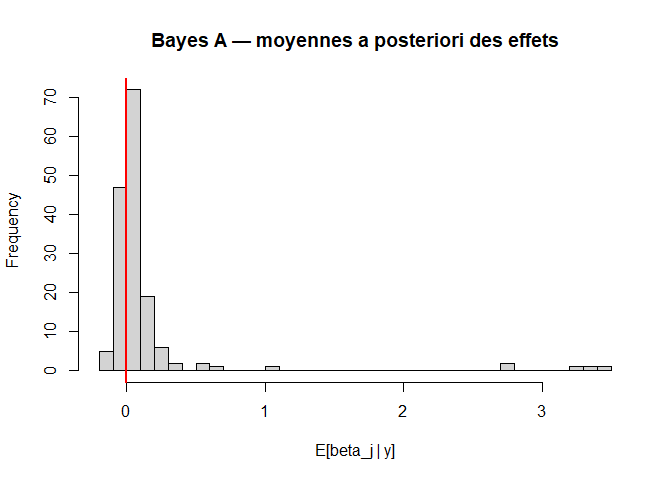 Bayes A — moyennes a posteriori des effets
Frequency
70
60
50
40
30
20
10
0
0 1 2 3
E[beta_j | y]